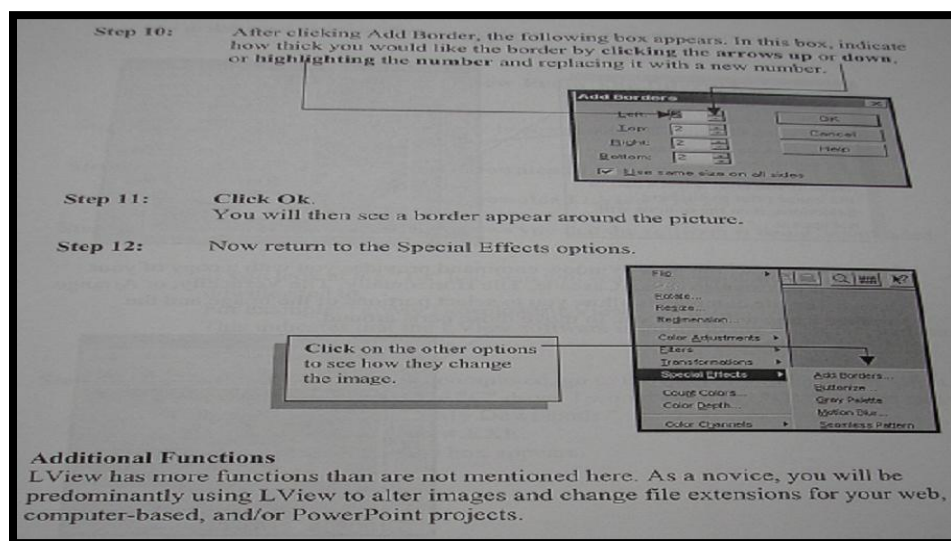 Step 10: After clicking Add Border, the following box appears. In this box, indicate
how thick you would like the border by clicking the arrows up or down,
or highlighting the number and replacing it with a new number.
Add Borders
Left:
OK
Top: 2
Cancel
Right: 2
Help
Bottom: 2
Use same size on all sides
Step 11: Click Ok.
You will then see a border appear around the picture.
Step 12: Now return to the Special Effects options.
Flip
Rotate...
Resize...
Redimension...
Color Adjustments
Filters
Transformations
Special Effects
Count Colors...
Color Depth...
Color Channels
Add Borders...
Buttonize...
Gray Palette
Motion Blur...
Seamless Pattern
Click on the other options
to see how they change
the image.
Additional Functions
LView has more functions than are not mentioned here. As a novice, you will be
predominantly using LView to alter images and change file extensions for your web,
computer-based, and/or PowerPoint projects.